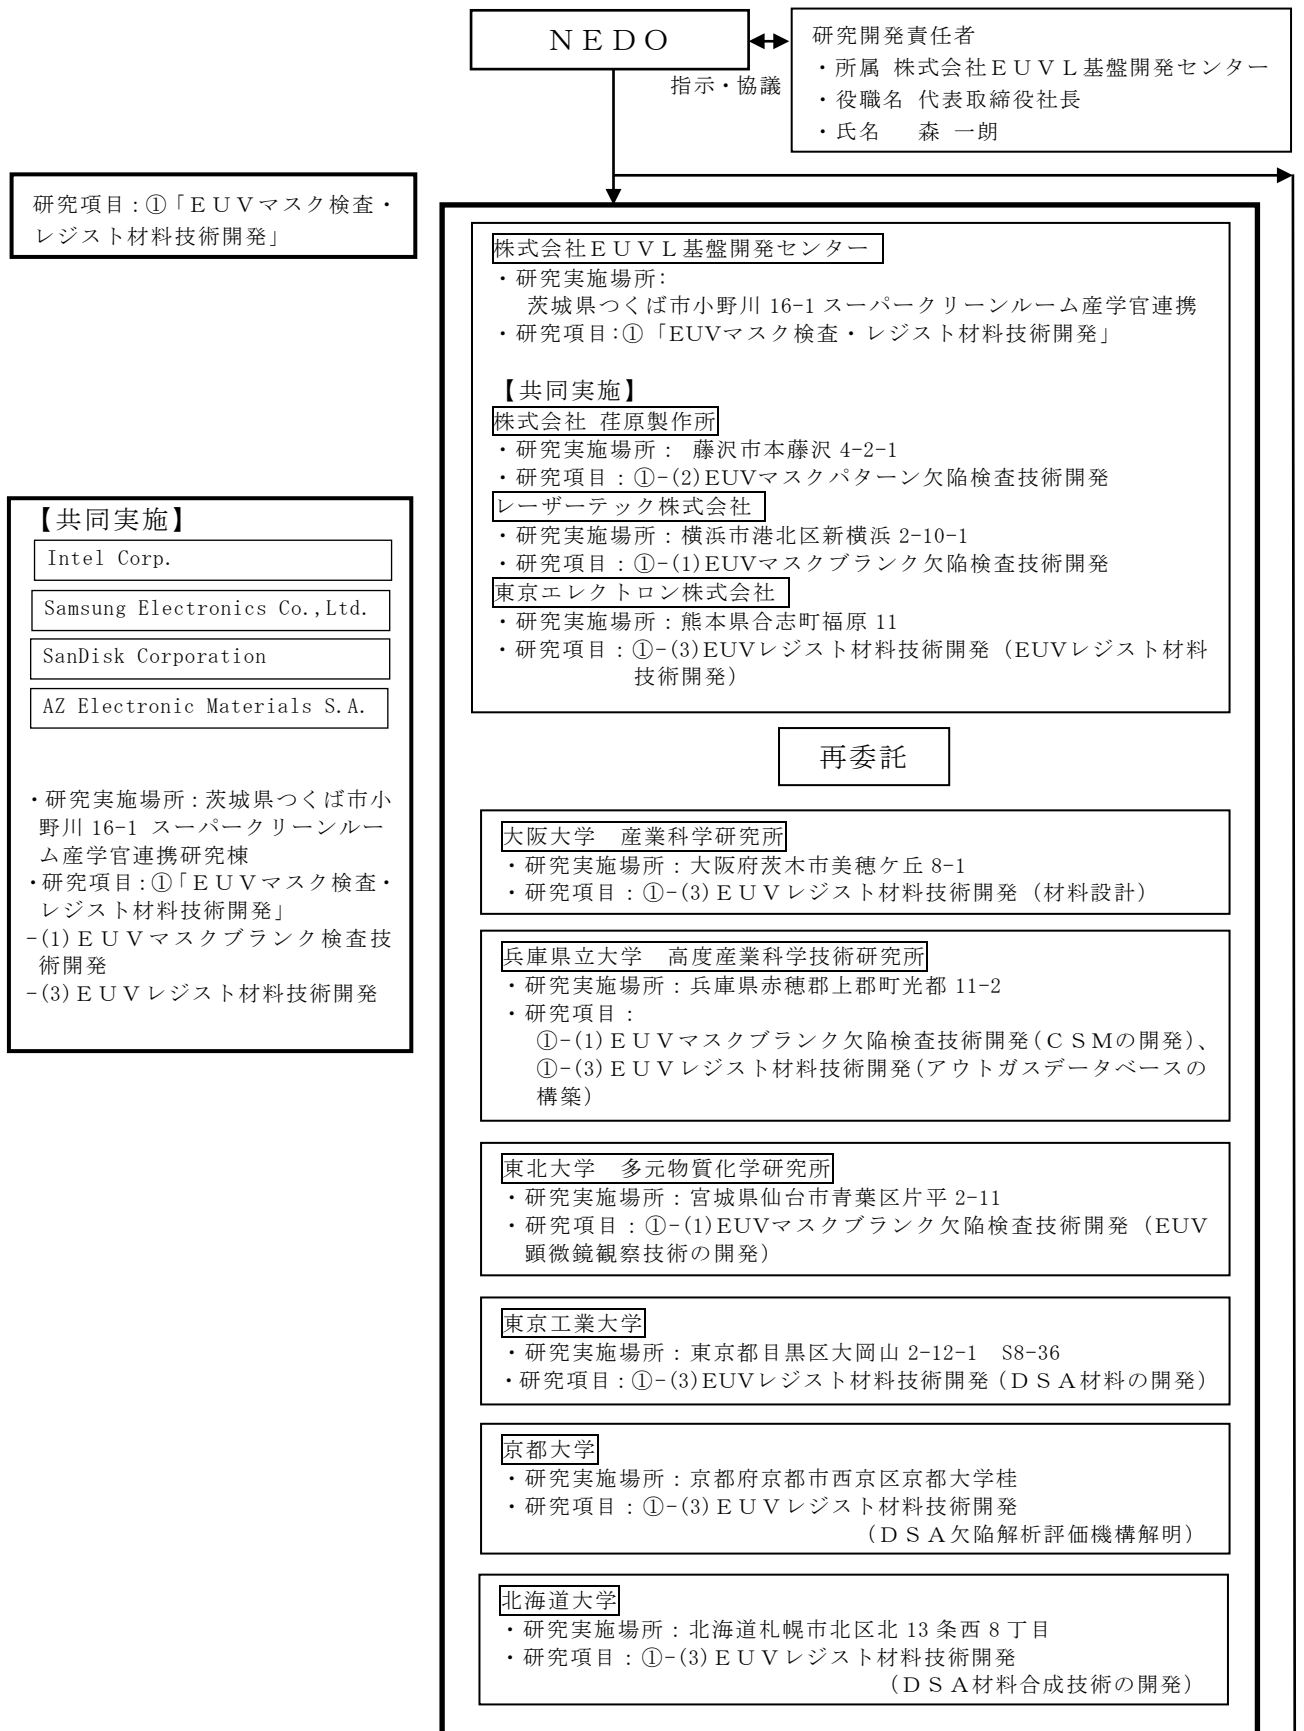 ＮＥＤＯ
指示・協議
研究開発責任者
・所属 株式会社ＥＵＶＬ基盤開発センター
・役職名 代表取締役社長
・氏名　森 一朗
研究項目：①「ＥＵＶマスク検査・
レジスト材料技術開発」
株式会社ＥＵＶＬ基盤開発センター
・研究実施場所：
茨城県つくば市小野川 16-1 スーパークリーンルーム産学官連携
・研究項目：①「EUVマスク検査・レジスト材料技術開発」
【共同実施】
株式会社 荏原製作所
・研究実施場所： 藤沢市本藤沢 4-2-1
・研究項目：①-(2)EUVマスクパターン欠陥検査技術開発
レーザーテック株式会社
・研究実施場所：横浜市港北区新横浜 2-10-1
・研究項目：①-(1)EUVマスクブランク欠陥検査技術開発
東京エレクトロン株式会社
・研究実施場所：熊本県合志町福原 11
・研究項目：①-(3)EUVレジスト材料技術開発（EUVレジスト材料
技術開発）
【共同実施】
Intel Corp.
Samsung Electronics Co.,Ltd.
SanDisk Corporation
AZ Electronic Materials S.A.
・研究実施場所：茨城県つくば市小
野川 16-1 スーパークリーンルー
ム産学官連携研究棟
・研究項目：①「ＥＵＶマスク検査・
レジスト材料技術開発」
-(1)ＥＵＶマスクブランク検査技
術開発
-(3)ＥＵＶレジスト材料技術開発
再委託
大阪大学　産業科学研究所
・研究実施場所：大阪府茨木市美穂ケ丘 8-1
・研究項目：①-(3)ＥＵＶレジスト材料技術開発（材料設計）
兵庫県立大学　高度産業科学技術研究所
・研究実施場所：兵庫県赤穂郡上郡町光都 11-2
・研究項目：
①-(1)ＥＵＶマスクブランク欠陥検査技術開発（ＣＳＭの開発）、
①-(3)ＥＵＶレジスト材料技術開発（アウトガスデータベースの
構築）
東北大学　多元物質化学研究所
・研究実施場所：宮城県仙台市青葉区片平 2-11
・研究項目：①-(1)EUVマスクブランク欠陥検査技術開発（EUV
顕微鏡観察技術の開発）
東京工業大学
・研究実施場所：東京都目黒区大岡山 2-12-1　S8-36
・研究項目：①-(3)EUVレジスト材料技術開発（ＤＳＡ材料の開発）
京都大学
・研究実施場所：京都府京都市西京区京都大学桂
・研究項目：①-(3)ＥＵＶレジスト材料技術開発
（ＤＳＡ欠陥解析評価機構解明）
北海道大学
・研究実施場所：北海道札幌市北区北 13 条西 8 丁目
・研究項目：①-(3)ＥＵＶレジスト材料技術開発
（ＤＳＡ材料合成技術の開発）